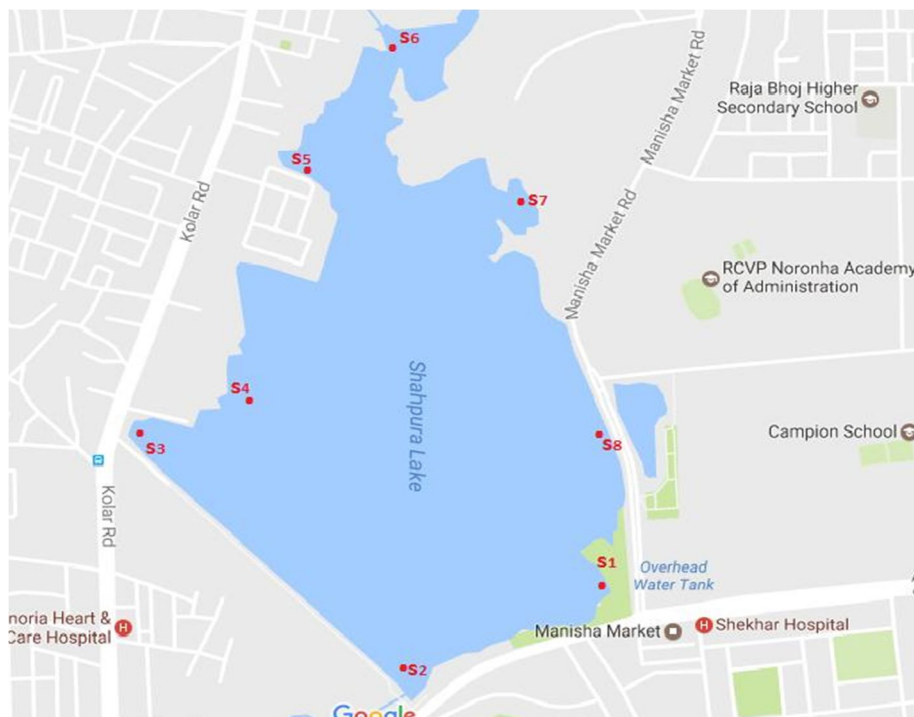 S6
Raja Bhoj Higher
Secondary School
Manisha Market Rd
S5
Kolar Rd
S7
Manisha Market Rd
RCVP Noronha Academy
of Administration
Shahpura Lake
S4
S3
S8
Campion School
Kolar Rd
S1
Overhead
Water Tank
noria Heart &
Care Hospital
H
Manisha Market
H
Shekhar Hospital
S2
Google